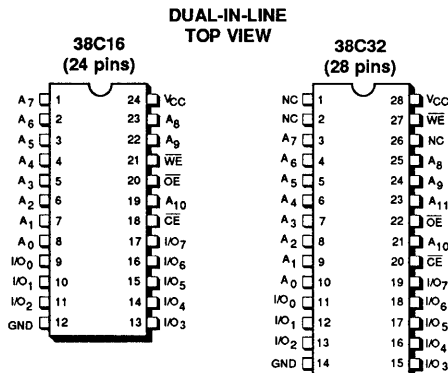 DUAL-IN-LINE
TOP VIEW
38C16
(24 pins)
A7 1 24 VCC
A6 2 23 A8
A5 3 22 A9
A4 4 21 WE
A3 5 20 OE
A2 6 19 A10
A1 7 18 CE
A0 8 17 I/O7
I/O0 9 16 I/O6
I/O1 10 15 I/O5
I/O2 11 14 I/O4
GND 12 13 I/O3
38C32
(28 pins)
NC 1 28 VCC
NC 2 27 WE
A7 3 26 NC
A6 4 25 A8
A5 5 24 A9
A4 6 23 A11
A3 7 22 OE
A2 8 21 A10
A1 9 20 CE
A0 10 19 I/O7
I/O0 11 18 I/O6
I/O1 12 17 I/O5
I/O2 13 16 I/O4
GND 14 15 I/O3